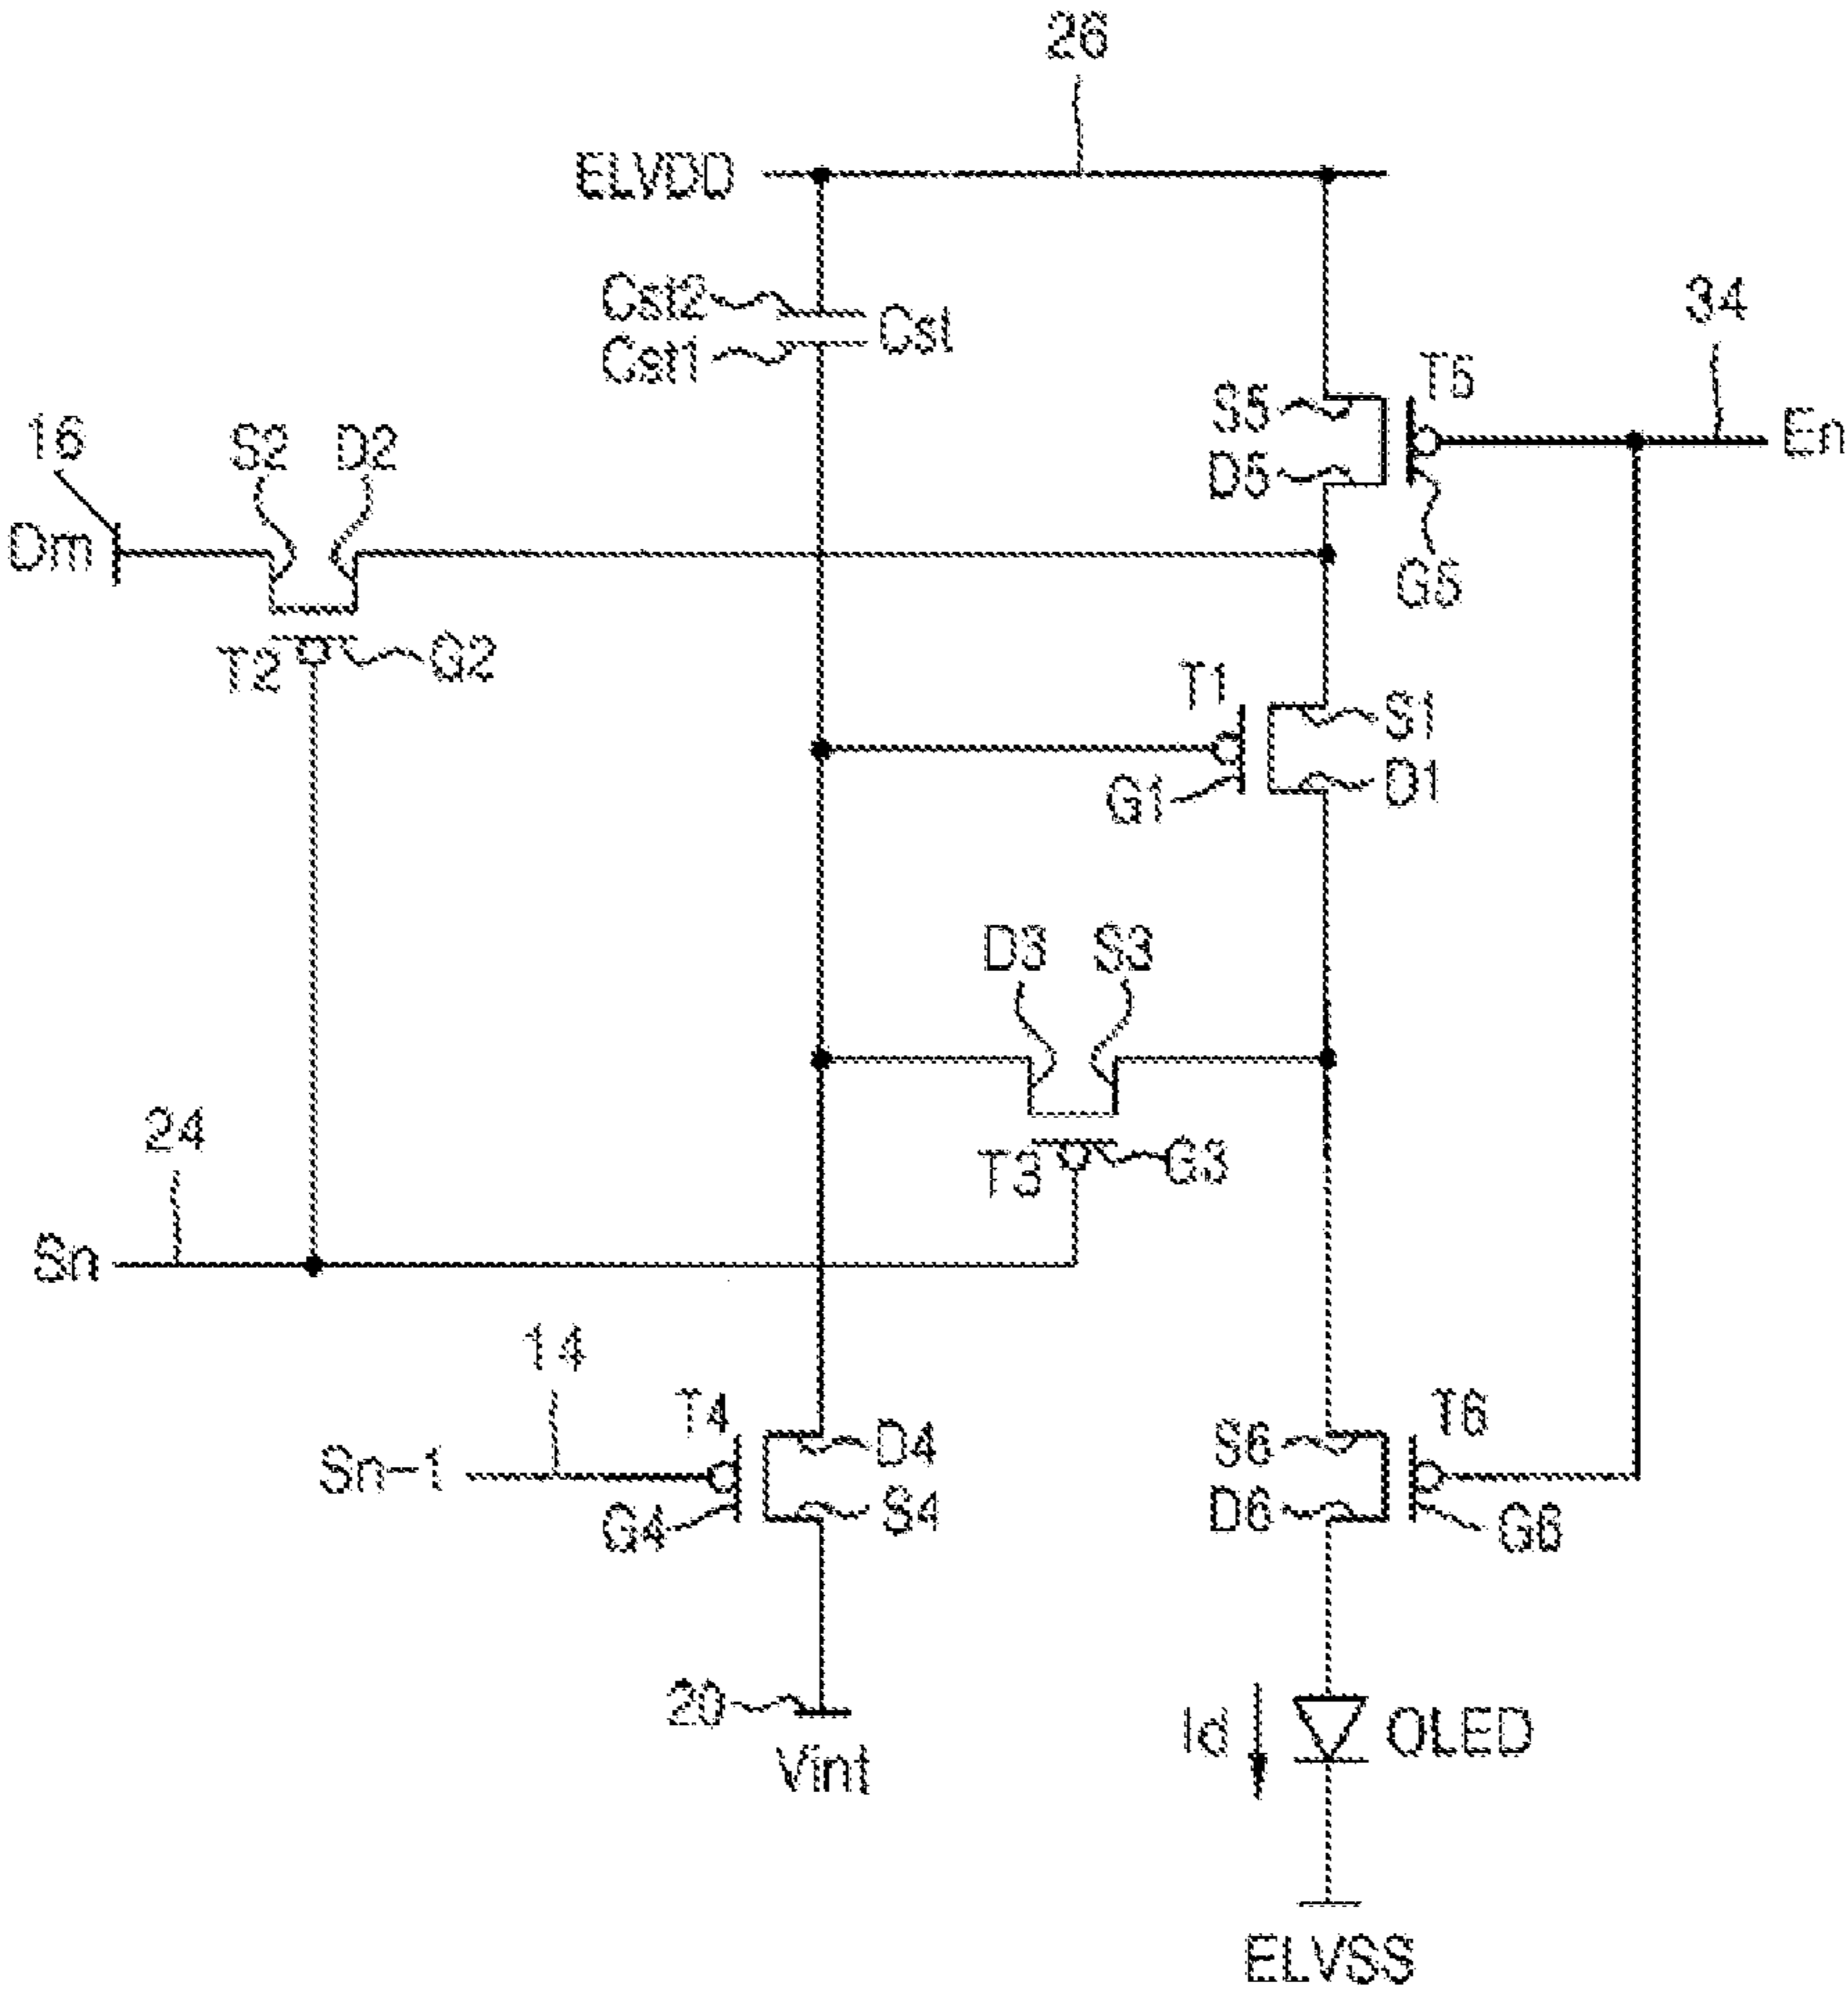 26
ELVDD
Cst2
Cst
Cst1
34
T5
S5
En
D5
G5
16
S2
D2
Dm
T2
G2
T1
S1
G1
D1
D3
S3
T3
G3
24
Sn
14
T4
D4
Sn-1
G4
S4
T6
S6
D6
G6
20
Vint
Id
OLED
ELVSS